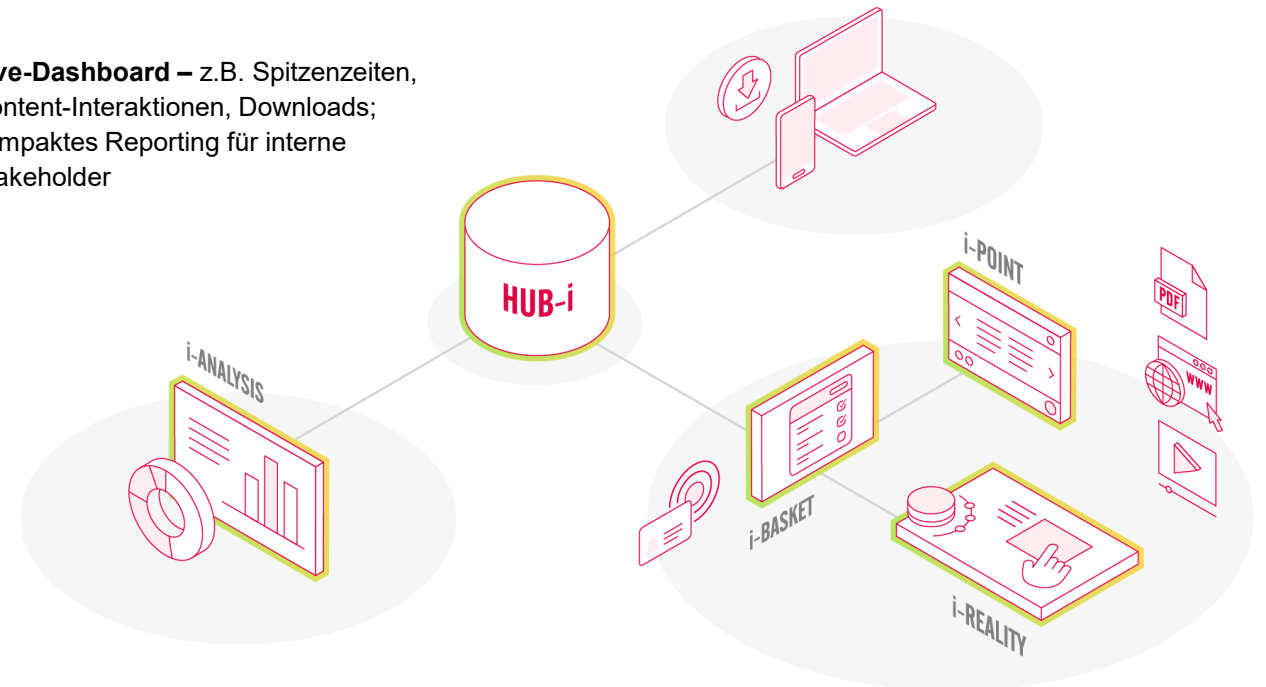 ve-Dashboard – z.B. Spitzenzeiten,
ontent-Interaktionen, Downloads;
mpaktes Reporting für interne
akeholder
HUB-i
i-POINT
PDF
WWW
i-ANALYSIS
i-BASKET
i-REALITY